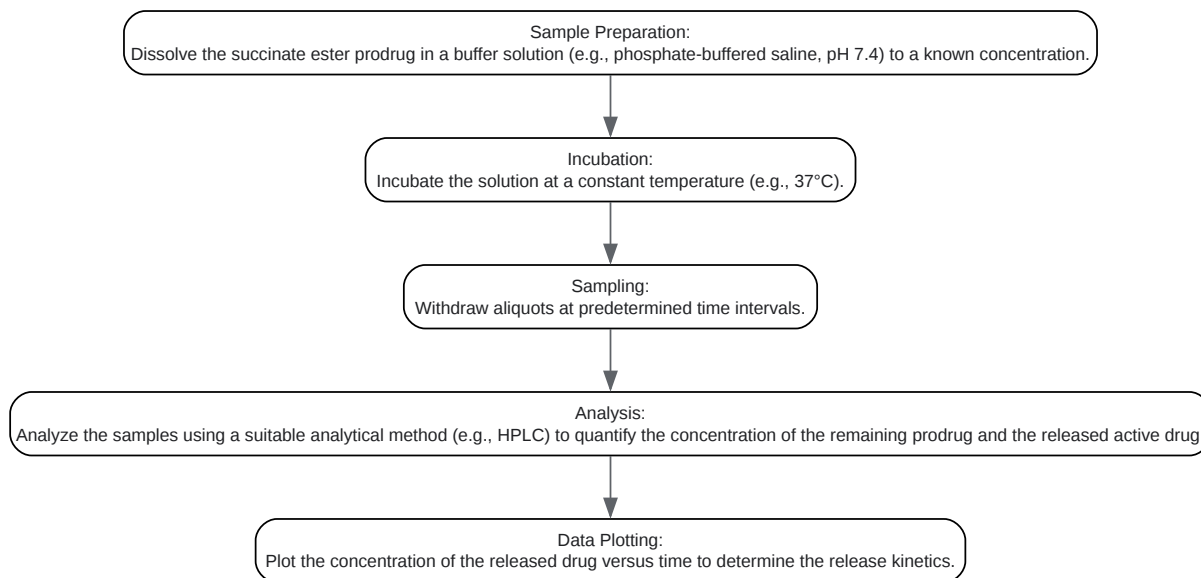 Sample Preparation:
Dissolve the succinate ester prodrug in a buffer solution (e.g., phosphate-buffered saline, pH 7.4) to a known concentration.
Incubation:
Incubate the solution at a constant temperature (e.g., 37°C).
Sampling:
Withdraw aliquots at predetermined time intervals.
Analysis:
Analyze the samples using a suitable analytical method (e.g., HPLC) to quantify the concentration of the remaining prodrug and the released active drug
Data Plotting:
Plot the concentration of the released drug versus time to determine the release kinetics.